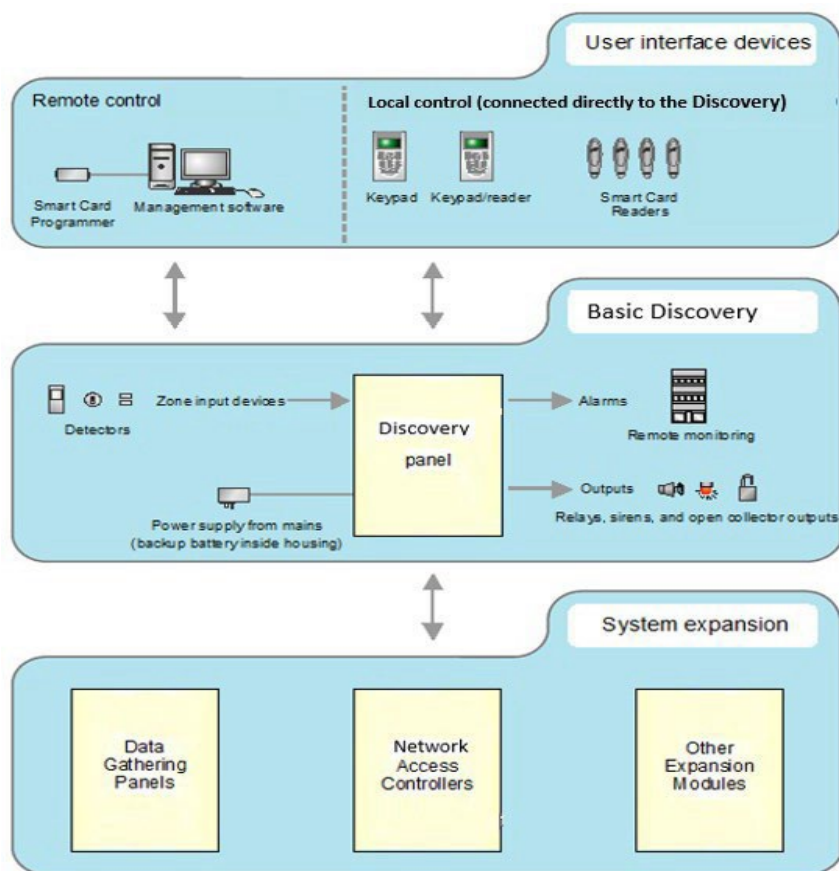 User interface devices
Remote control
Local control (connected directly to the Discovery)
Smart Card
Programmer
Management software
Keypad
Keypad/reader
Smart Card
Readers
Basic Discovery
Detectors
Zone input devices
Discovery
panel
Alarms
Remote monitoring
Power supply from mains
(backup battery inside housing)
Outputs
Relays, sirens, and open collector outputs
System expansion
Data
Gathering
Panels
Network
Access
Controllers
Other
Expansion
Modules